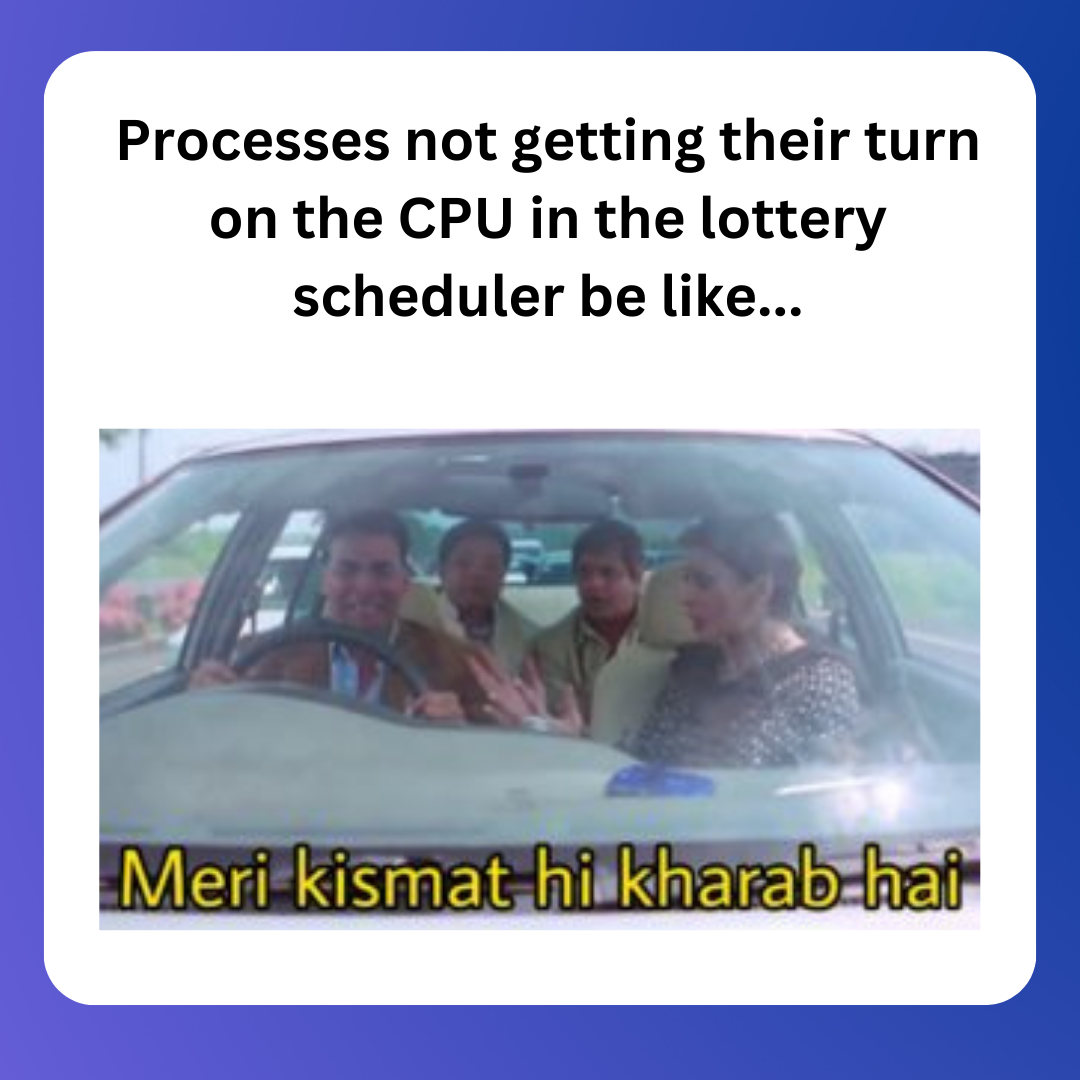 Processes not getting their turn
on the CPU in the lottery
scheduler be like...
Meri kismat hi kharab hai